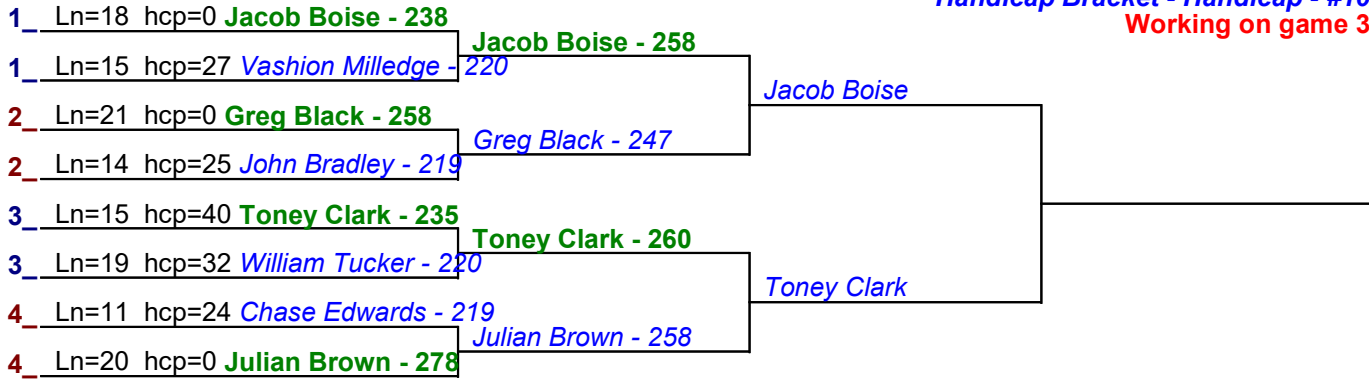 Handicap Bracket - Handicap - #10
Working on game 3
1_ Ln=18 hcp=0 Jacob Boise - 238
Jacob Boise - 258
1_ Ln=15 hcp=27 Vashion Milledge - 220
Jacob Boise
2_ Ln=21 hcp=0 Greg Black - 258
Greg Black - 247
2_ Ln=14 hcp=25 John Bradley - 219
3_ Ln=15 hcp=40 Toney Clark - 235
Toney Clark - 260
3_ Ln=19 hcp=32 William Tucker - 220
Toney Clark
4_ Ln=11 hcp=24 Chase Edwards - 219
Julian Brown - 258
4_ Ln=20 hcp=0 Julian Brown - 278